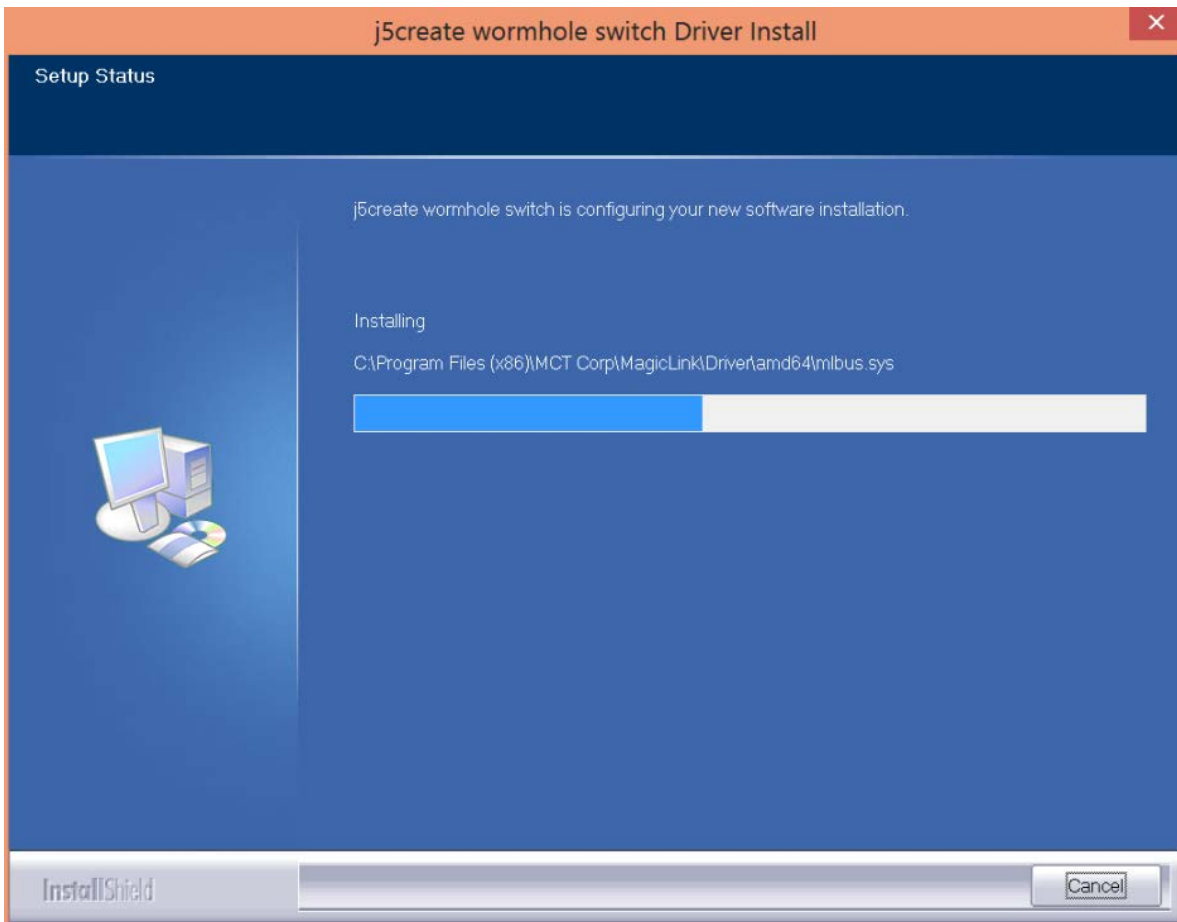 j5create wormhole switch Driver Install
Setup Status
j5create wormhole switch is configuring your new software installation.
Installing
C:\Program Files (x86)\MCT Corp\MagicLink\Driver\amd64\mlbus.sys
InstallShield
Cancel